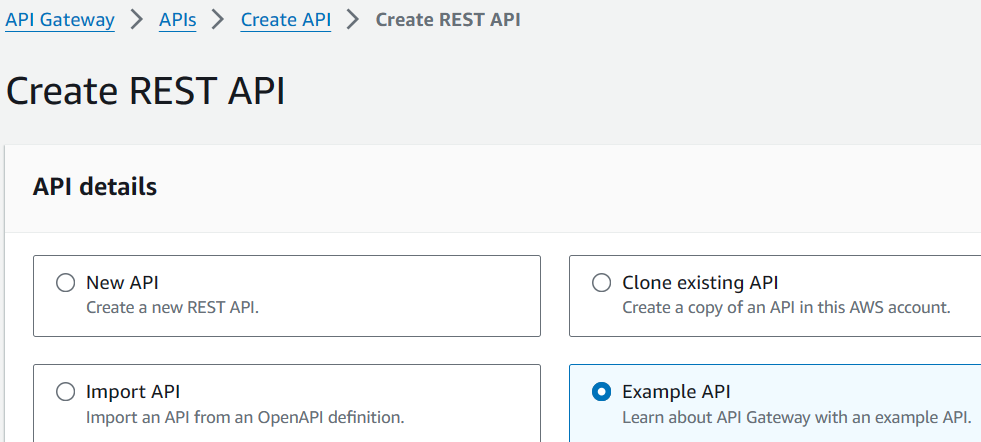 API Gateway > APIs > Create API > Create REST API
Create REST API
API details
New API
Create a new REST API.
Clone existing API
Create a copy of an API in this AWS account.
Import API
Import an API from an OpenAPI definition.
Example API
Learn about API Gateway with an example API.